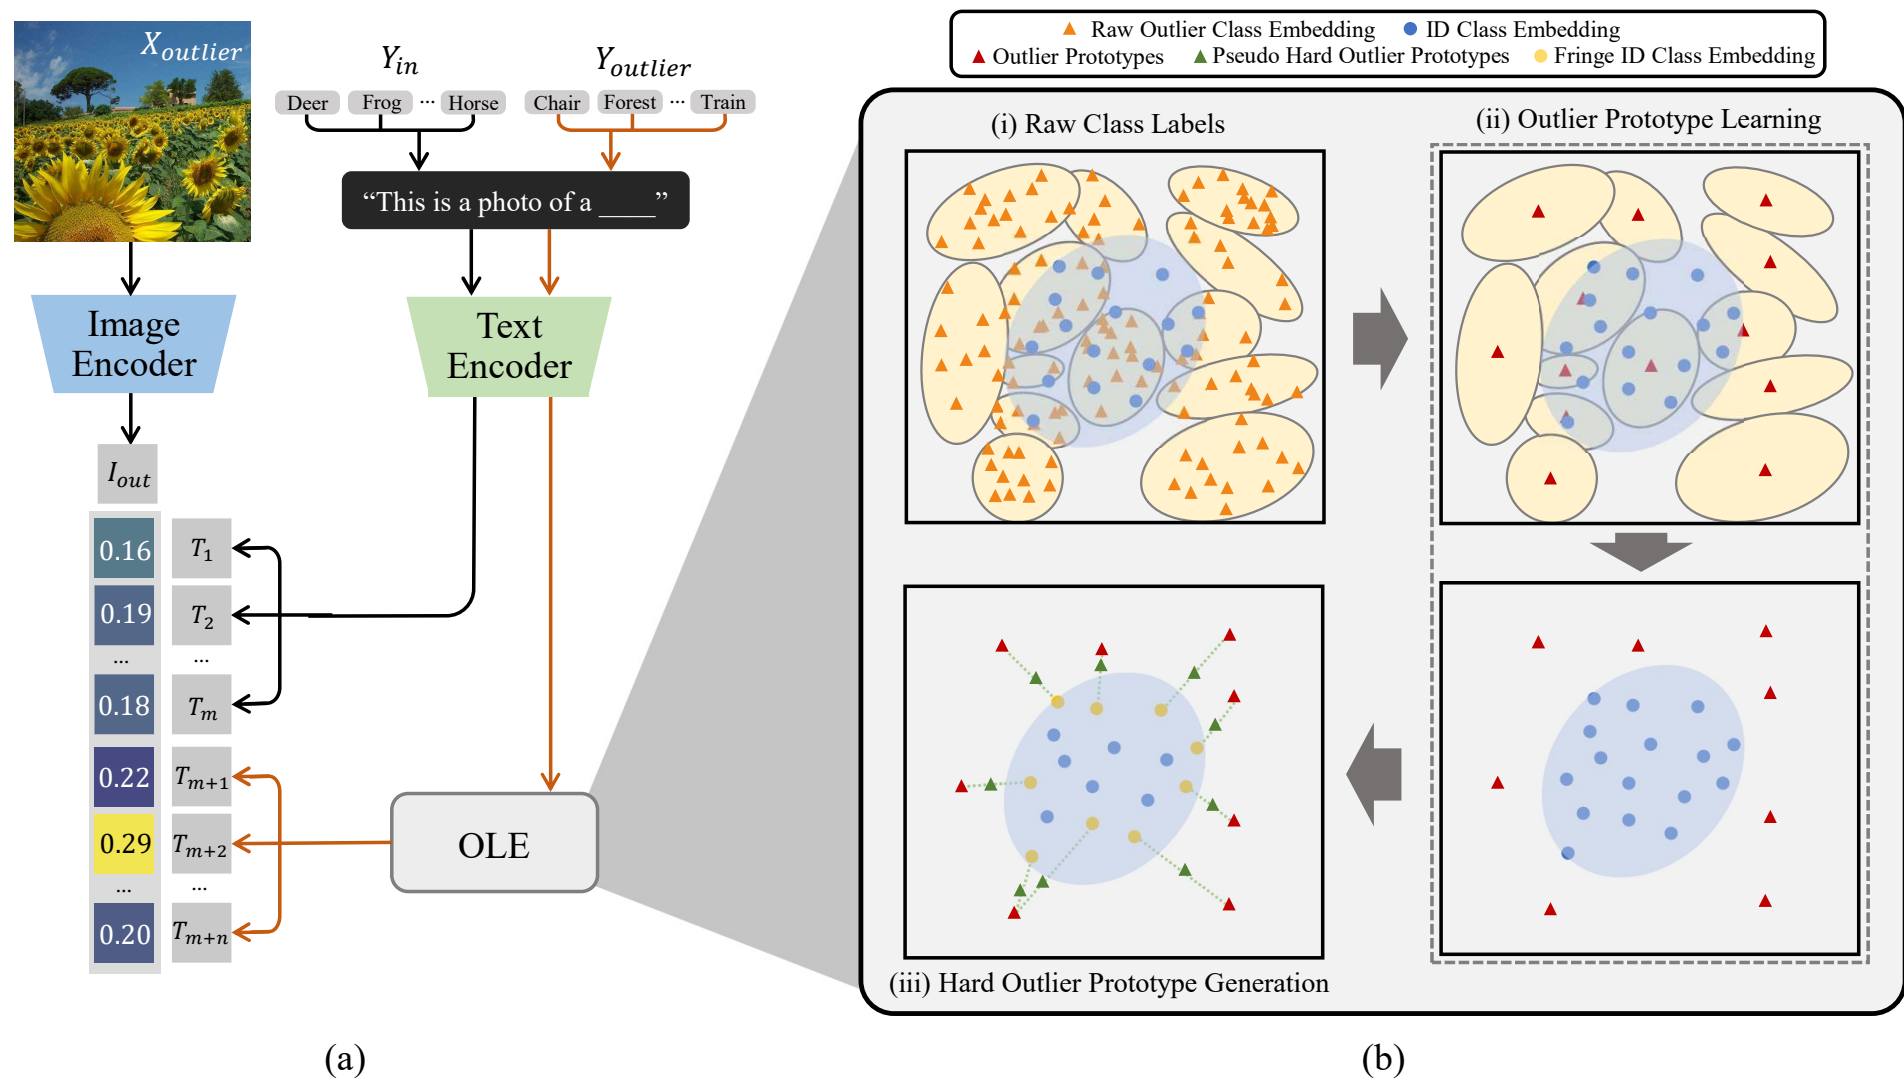 X_outlier
Y_in
Y_outlier
Deer Frog ... Horse
Chair Forest ... Train
“This is a photo of a ____”
Image
Encoder
Text
Encoder
I_out
0.16 T_1
0.19 T_2
... ...
0.18 T_m
0.22 T_{m+1}
0.29 T_{m+2}
... ...
0.20 T_{m+n}
OLE
(a)
Raw Outlier Class Embedding ID Class Embedding
Outlier Prototypes Pseudo Hard Outlier Prototypes Fringe ID Class Embedding
(i) Raw Class Labels
(ii) Outlier Prototype Learning
(iii) Hard Outlier Prototype Generation
(b)